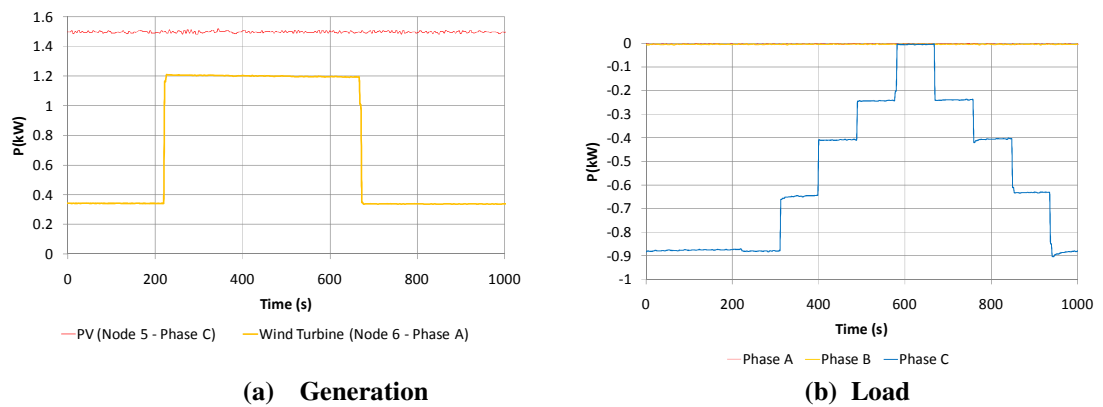 1.6
1.4
1.2
1
0.8
0.6
0.4
0.2
0
P(kW)
0 200 400 600 800 1000
Time (s)
PV (Node 5 - Phase C) Wind Turbine (Node 6 - Phase A)
(a) Generation
0
-0.1
-0.2
-0.3
-0.4
-0.5
-0.6
-0.7
-0.8
-0.9
-1
P(kW)
0 200 400 600 800 1000
Time (s)
Phase A Phase B Phase C
(b) Load